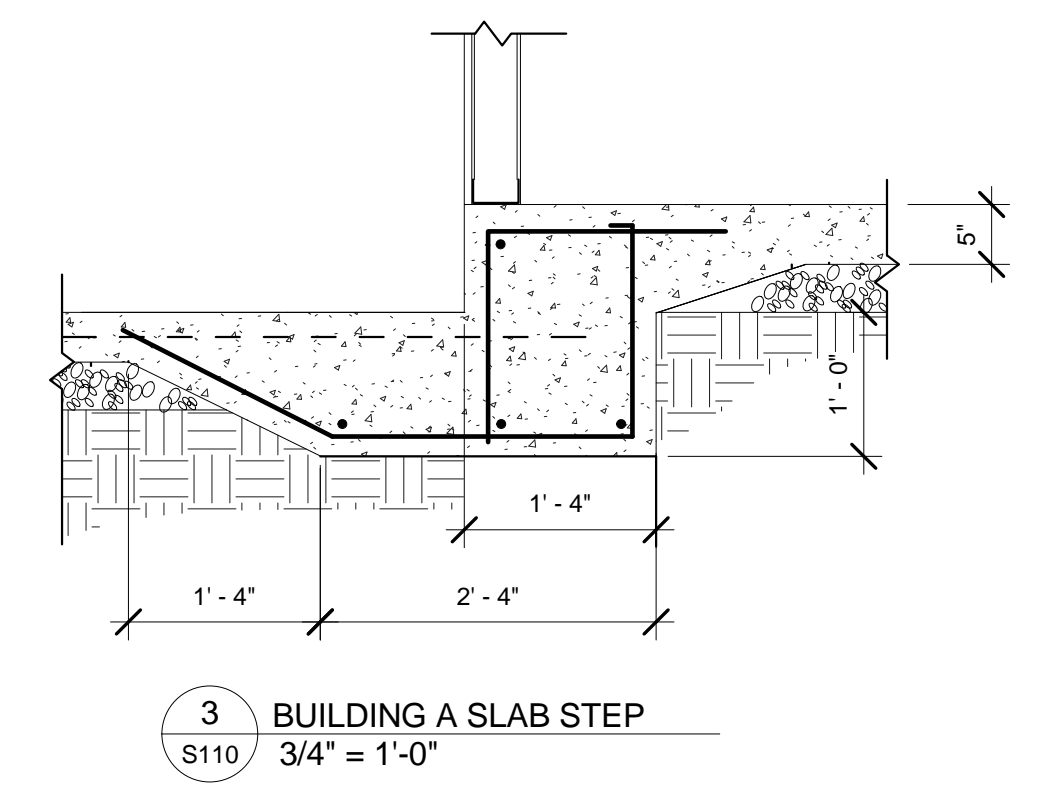 5"
1' - 0"
1' - 4"
1' - 4"
2' - 4"
3
BUILDING A SLAB STEP
S110
3/4" = 1'-0"